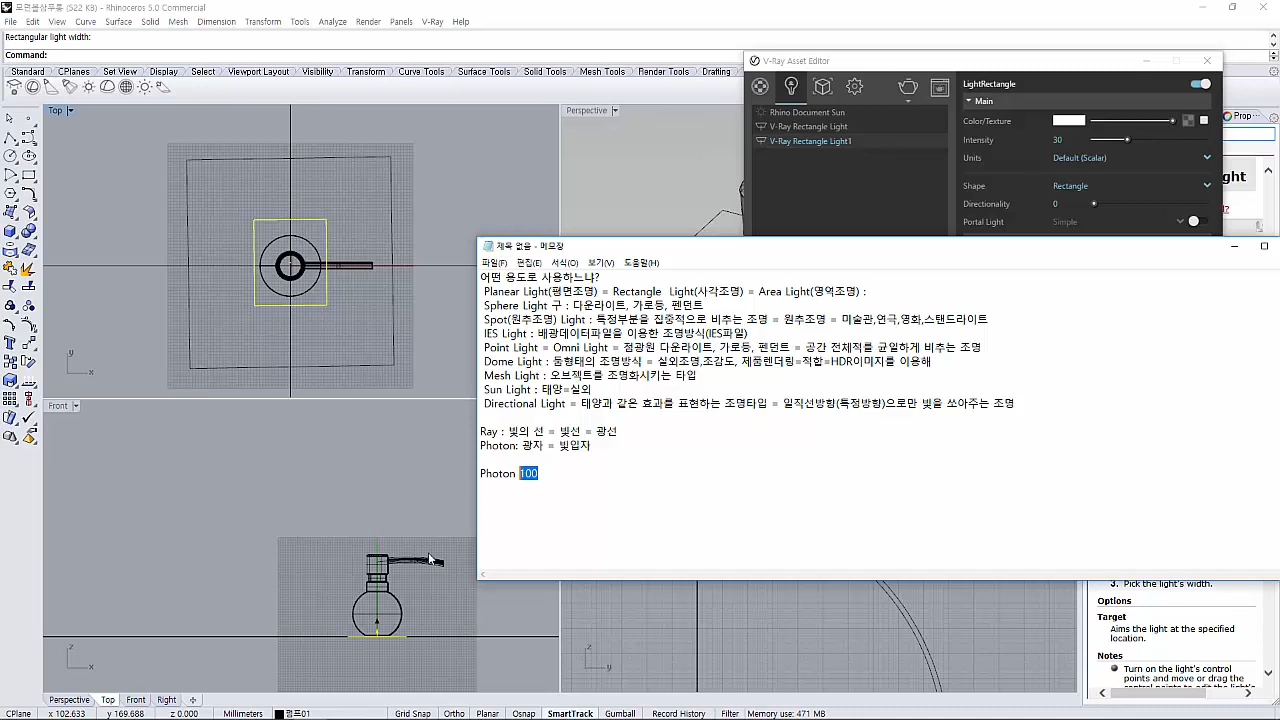 모던물상부통 (522 KB) - Rhinoceros 5.0 Commercial
File Edit View Curve Surface Solid Mesh Dimension Transform Tools Analyze Render Panels V-Ray Help
Rectangular light width:
Command:
Standard CPlanes Set View Display Select Viewport Layout Visibility Transform Curve Tools Surface Tools Solid Tools Mesh Tools Render Tools Drafting
V-Ray Asset Editor
Top
Perspective
Rhino Document Sun
V-Ray Rectangle Light
V-Ray Rectangle Light1
LightRectangle
Main
Color/Texture
Intensity 30
Units Default (Scalar)
Shape Rectangle
Directionality 0
Portal Light Simple
Prop
ght
제목 없음 - 메모장
파일(F) 편집(E) 서식(O) 보기(V) 도움말(H)
어떤 용도로 사용하느냐?
Planear Light(평면조명) = Rectangle Light(사각조명) = Area Light(영역조명) :
Sphere Light 구 : 다운라이트, 가로등, 펜던트
Spot(원추조명) Light : 특정부분을 집중적으로 비추는 조명 = 원추조명 = 미술관,연극,영화,스탠드라이트
IES Light : 배광데이터파일을 이용한 조명방식(IES파일)
Point Light = Omni Light = 점광원 다운라이트, 가로등, 펜던트 = 공간 전체적를 균일하게 비추는 조명
Dome Light : 돔형태의 조명방식 = 실외조명,조감도, 제품렌더링=적합=HDR이미지를 이용해
Mesh Light : 오브젝트를 조명화시키는 타입
Sun Light : 태양=실외
Directional Light = 태양과 같은 효과를 표현하는 조명타입 = 일직선방향(특정방향)으로만 빛을 쏘아주는 조명
Ray : 빛의 선 = 빛선 = 광선
Photon: 광자 = 빛입자
Photon 100
y
x
Front
z
x
z
y
3. Pick the light's width.
Options
Target
Aims the light at the specified
location.
Notes
Turn on the light's control
points and move or drag the
Perspective Top Front Right
CPlane x 102.633 y 169.688 z 0.000 Millimeters 컬프01 Grid Snap Ortho Planar Osnap SmartTrack Gumball Record History Filter Memory use: 471 MB